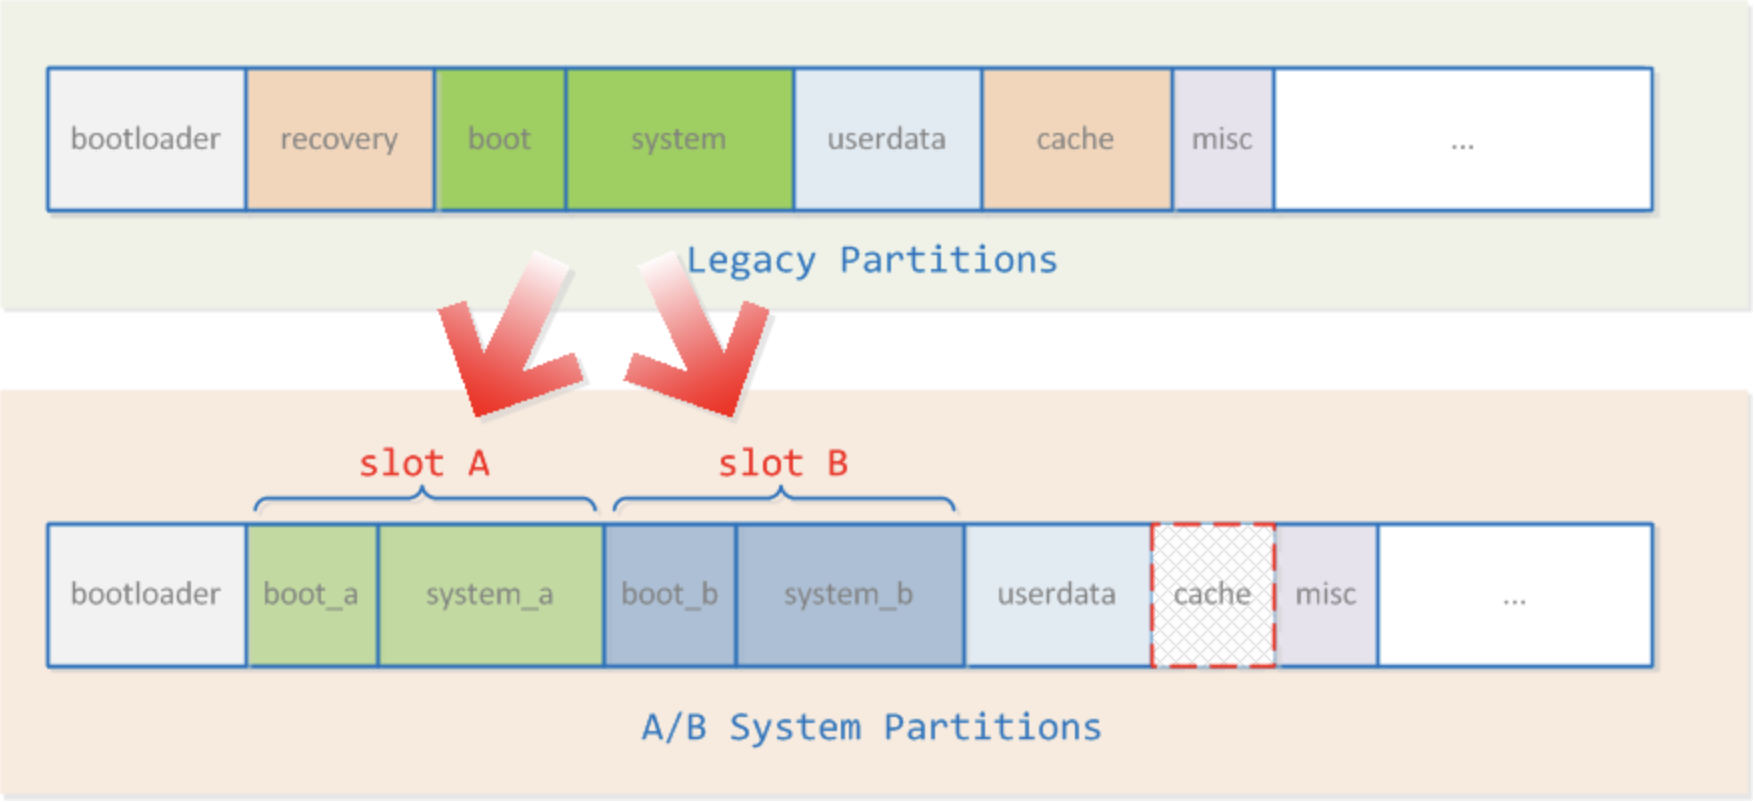 bootloader recovery boot system userdata cache misc ...
Legacy Partitions
slot A slot B
bootloader boot_a system_a boot_b system_b userdata cache misc ...
A/B System Partitions